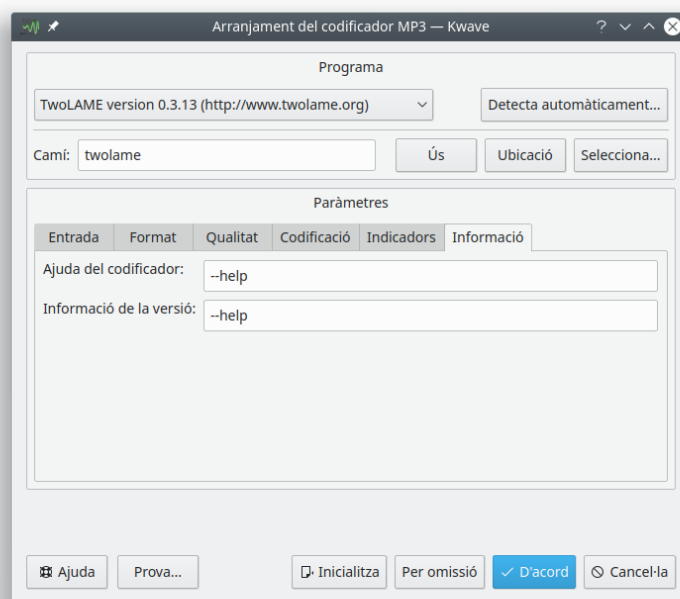 Arranjament del codificador MP3 — Kwave
Programa
TwoLAME version 0.3.13 (http://www.twolame.org)
Detecta automàticament...
Camí: twolame
Ús
Ubicació
Selecciona...
Paràmetres
Entrada Format Qualitat Codificació Indicadors Informació
Ajuda del codificador: --help
Informació de la versió: --help
Ajuda
Prova...
Inicialitza
Per omissió
D'acord
Cancel·la